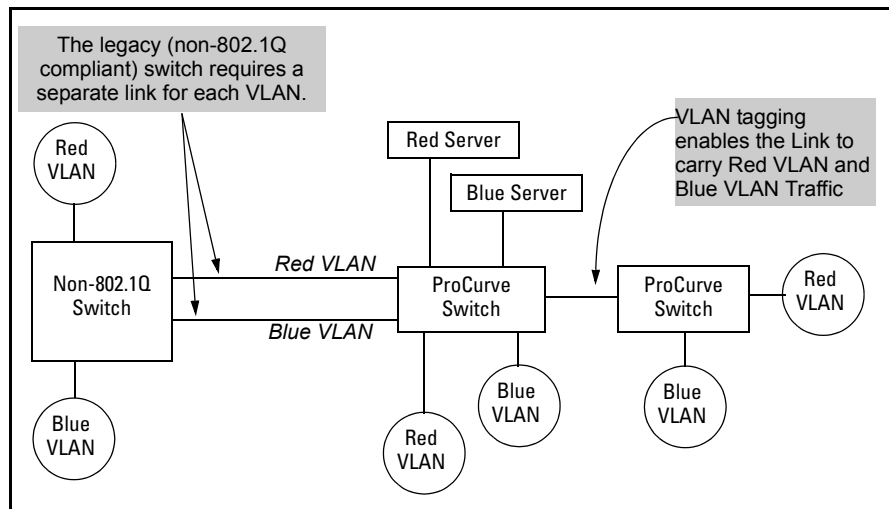 The legacy (non-802.1Q
compliant) switch requires a
separate link for each VLAN.
VLAN tagging
enables the Link to
carry Red VLAN and
Blue VLAN Traffic
Red
VLAN
Red Server
Blue Server
Non-802.1Q
Switch
Red VLAN
Blue VLAN
ProCurve
Switch
ProCurve
Switch
Red
VLAN
Blue
VLAN
Red
VLAN
Blue
VLAN
Blue
VLAN